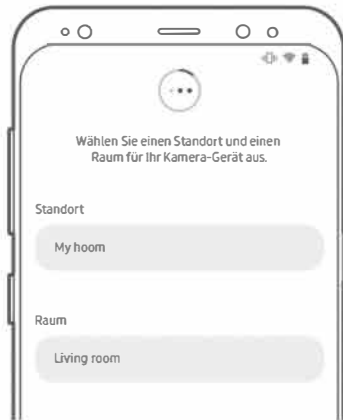 Wählen Sie einen Standort und einen
Raum für Ihr Kamera-Gerät aus.
Standort
My hoom
Raum
Living room